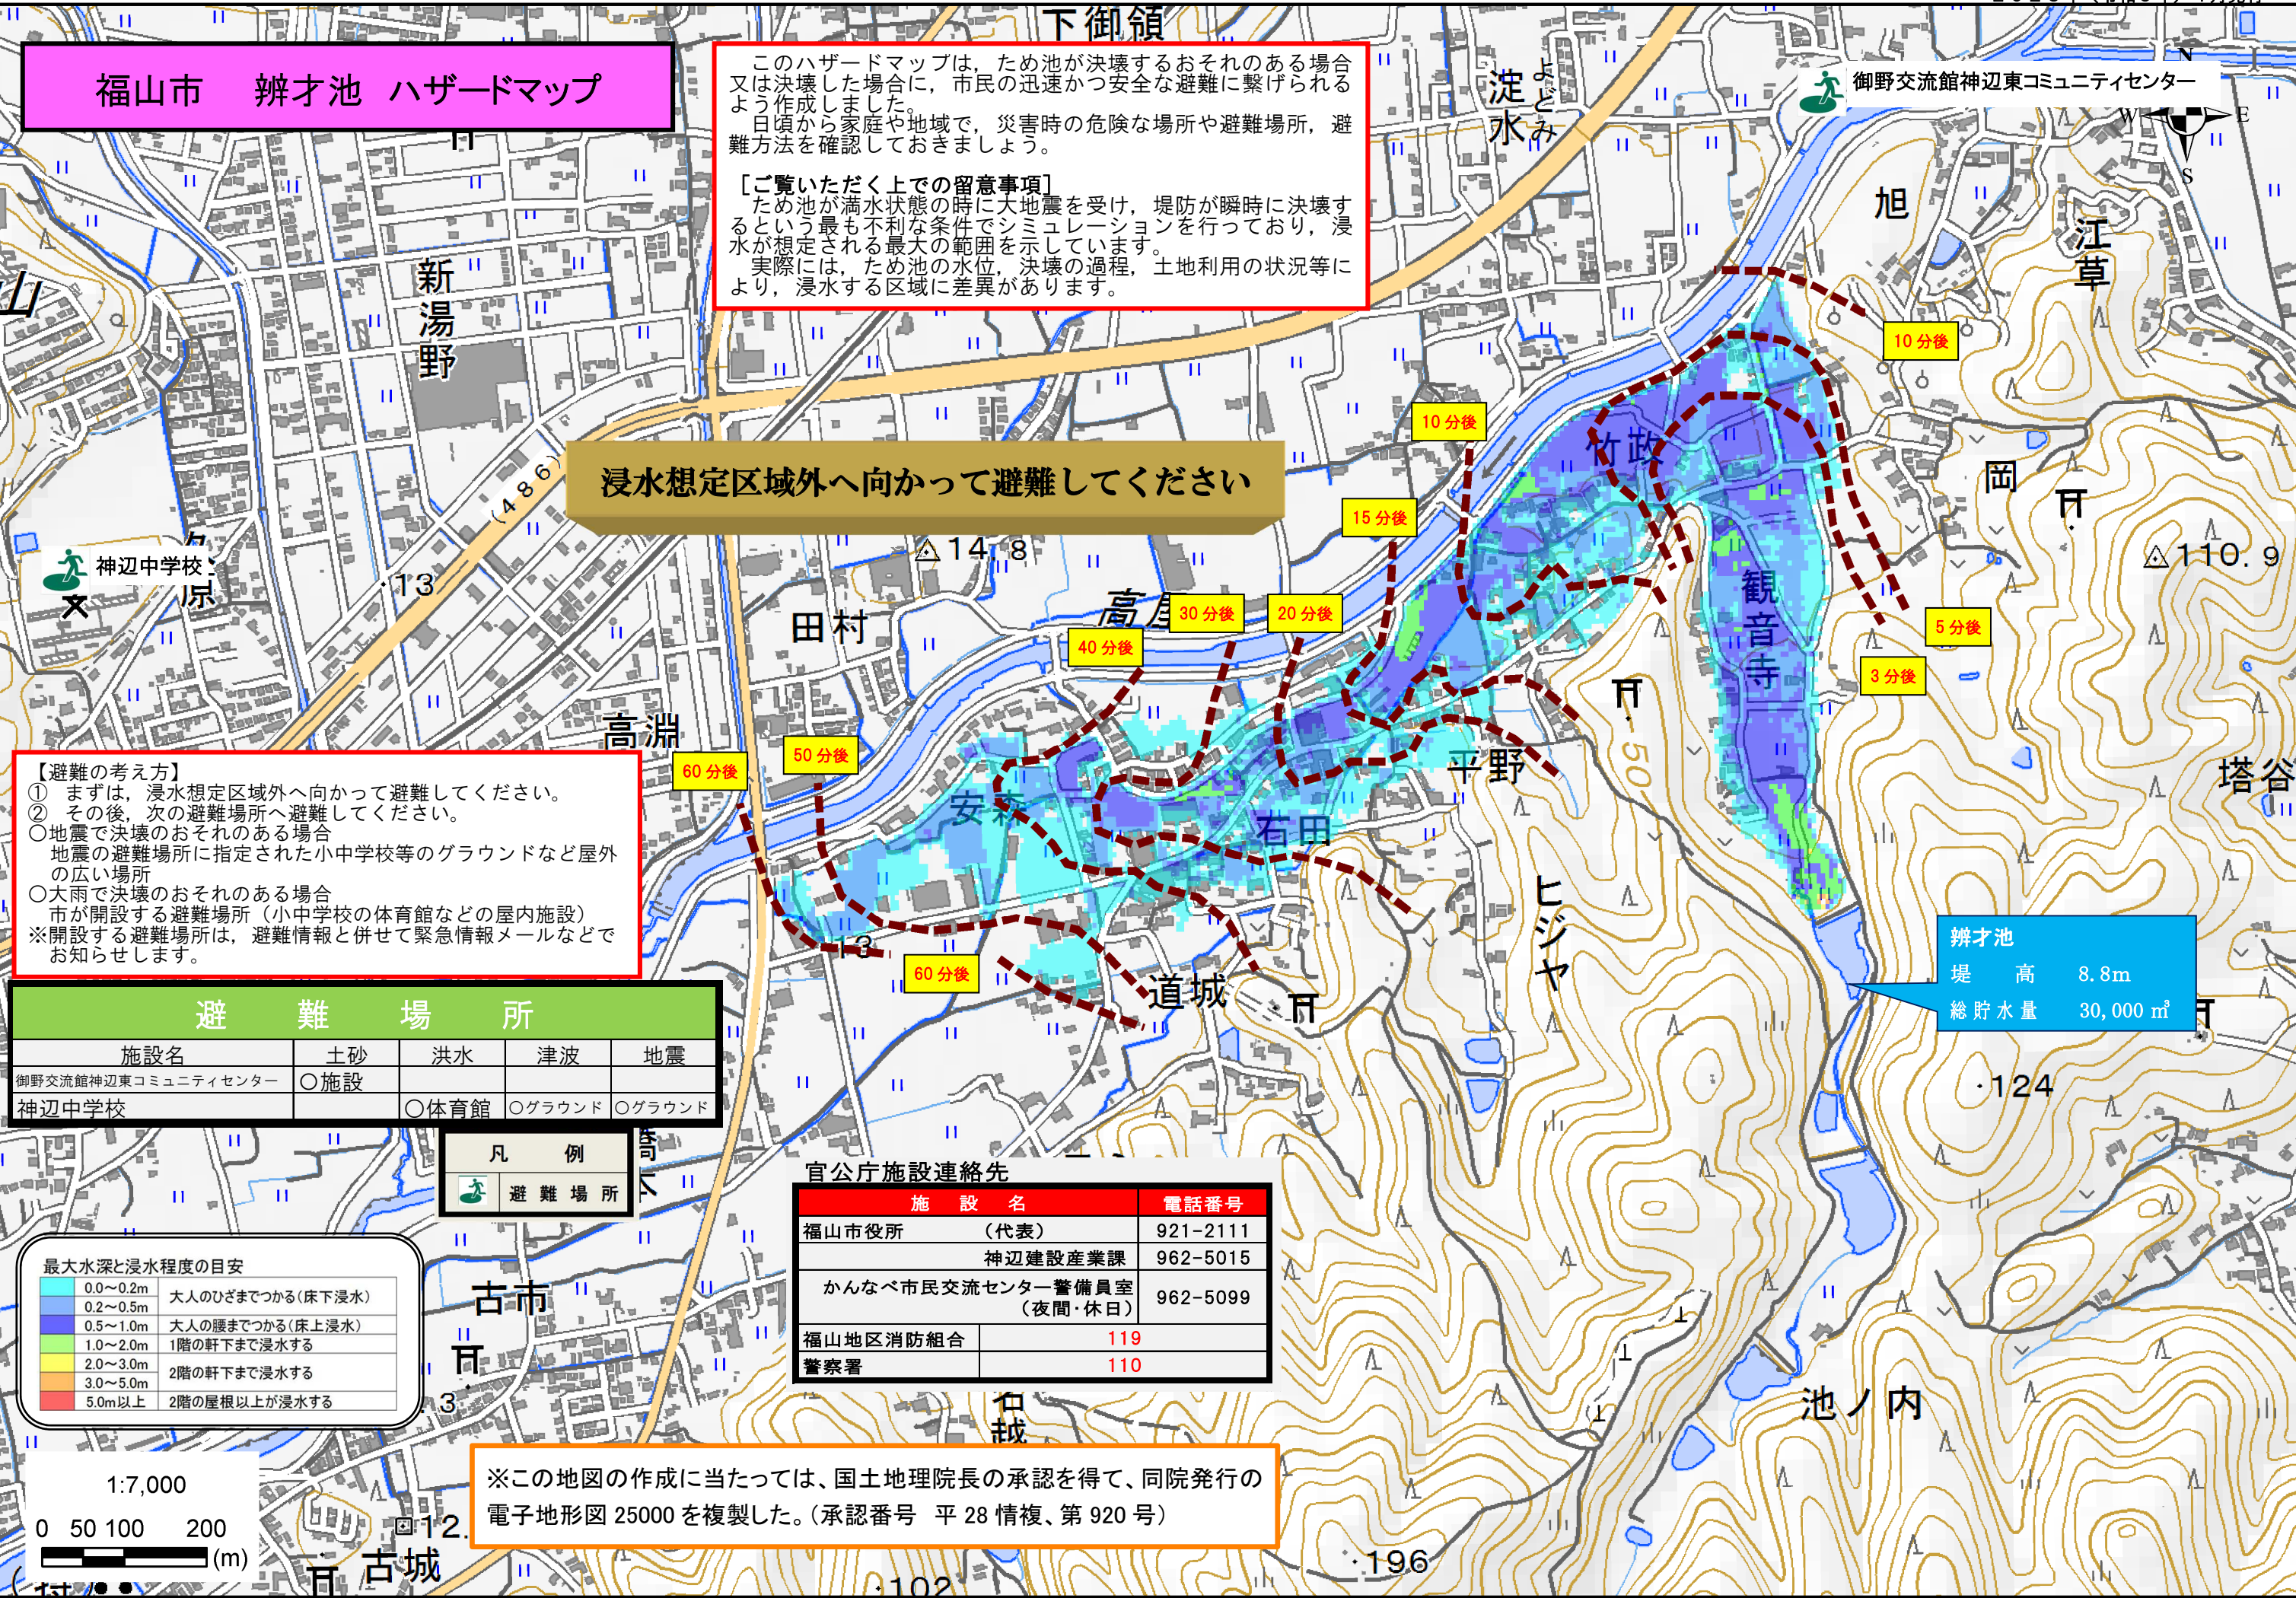 福山市　辨才池 ハザードマップ
このハザードマップは，ため池が決壊するおそれのある場合
又は決壊した場合に，市民の迅速かつ安全な避難に繋げられる
よう作成しました。
日頃から家庭や地域で，災害時の危険な場所や避難場所，避
難方法を確認しておきましょう。
［ご覧いただく上での留意事項］
ため池が満水状態の時に大地震を受け，堤防が瞬時に決壊す
るという最も不利な条件でシミュレーションを行っており，浸
水が想定される最大の範囲を示しています。
実際には，ため池の水位，決壊の過程，土地利用の状況等に
より，浸水する区域に差異があります。
下御領
淀水
よどみ
御野交流館神辺東コミュニティセンター
N
W
E
S
旭
江草
新湯野
山
10分後
10分後
竹政
岡
浸水想定区域外へ向かって避難してください
(486)
15分後
14.8
110.9
神辺中学校
原
13
田村
高屋
30分後
20分後
40分後
観音寺
5分後
3分後
50
高淵
60分後
50分後
平野
塔谷
安森
石田
ヒジヤ
【避難の考え方】
①　まずは，浸水想定区域外へ向かって避難してください。
②　その後，次の避難場所へ避難してください。
○地震で決壊のおそれのある場合
地震の避難場所に指定された小中学校等のグラウンドなど屋外
の広い場所
○大雨で決壊のおそれのある場合
市が開設する避難場所（小中学校の体育館などの屋内施設）
※開設する避難場所は，避難情報と併せて緊急情報メールなどで
お知らせします。
13
60分後
道城
辨才池
堤　高　8.8m
総貯水量　30,000㎥
避　難　場　所
施設名　土砂　洪水　津波　地震
御野交流館神辺東コミュニティセンター　○施設
神辺中学校　○体育館　○グラウンド　○グラウンド
124
凡　例
避難場所
官公庁施設連絡先
施　設　名　電話番号
福山市役所　（代表）　921-2111
神辺建設産業課　962-5015
かんなべ市民交流センター警備員室
（夜間・休日）　962-5099
福山地区消防組合　119
警察署　110
最大水深と浸水程度の目安
0.0～0.2m
大人のひざまでつかる（床下浸水）
0.2～0.5m
0.5～1.0m　大人の腰までつかる（床上浸水）
1.0～2.0m　1階の軒下まで浸水する
2.0～3.0m
2階の軒下まで浸水する
3.0～5.0m
5.0m以上　2階の屋根以上が浸水する
古市
3
石越
池ノ内
※この地図の作成に当たっては、国土地理院長の承認を得て、同院発行の
電子地形図25000を複製した。（承認番号　平28情複、第920号）
1:7,000
0　50 100　200
(m)
12.
古城
102
196